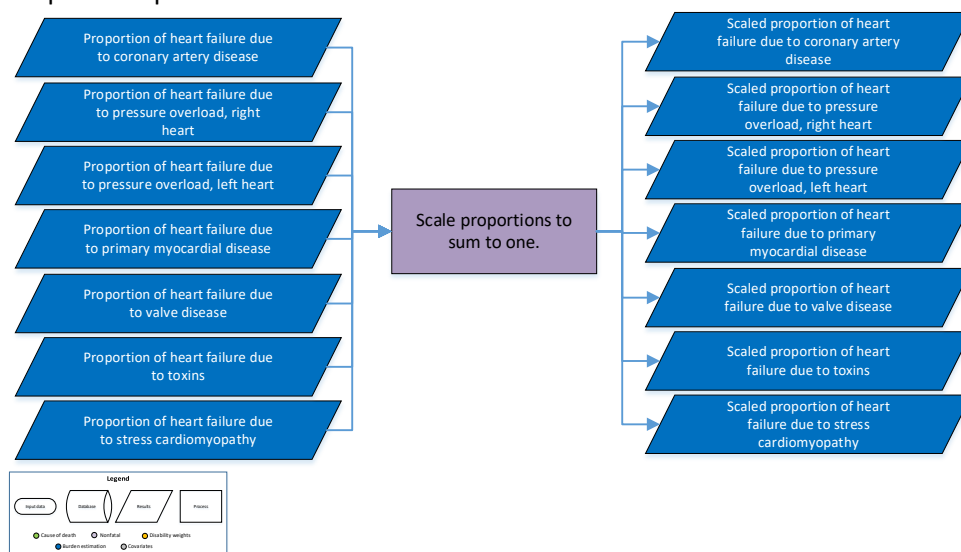 Proportion of heart failure due
to coronary artery disease
Proportion of heart failure due
to pressure overload, right
heart
Proportion of heart failure due
to pressure overload, left heart
Proportion of heart failure due
to primary myocardial disease
Proportion of heart failure due
to valve disease
Proportion of heart failure due
to toxins
Proportion of heart failure due
to stress cardiomyopathy
Scale proportions to
sum to one.
Scaled proportion of heart
failure due to coronary artery
disease
Scaled proportion of heart
failure due to pressure
overload, right heart
Scaled proportion of heart
failure due to pressure
overload, left heart
Scaled proportion of heart
failure due to primary
myocardial disease
Scaled proportion of heart
failure due to valve disease
Scaled proportion of heart
failure due to toxins
Scaled proportion of heart
failure due to stress
cardiomyopathy
Legend
Input data
Database
Results
Process
Cause of death
Nonfatal
Disability weights
Burden estimation
Covariates